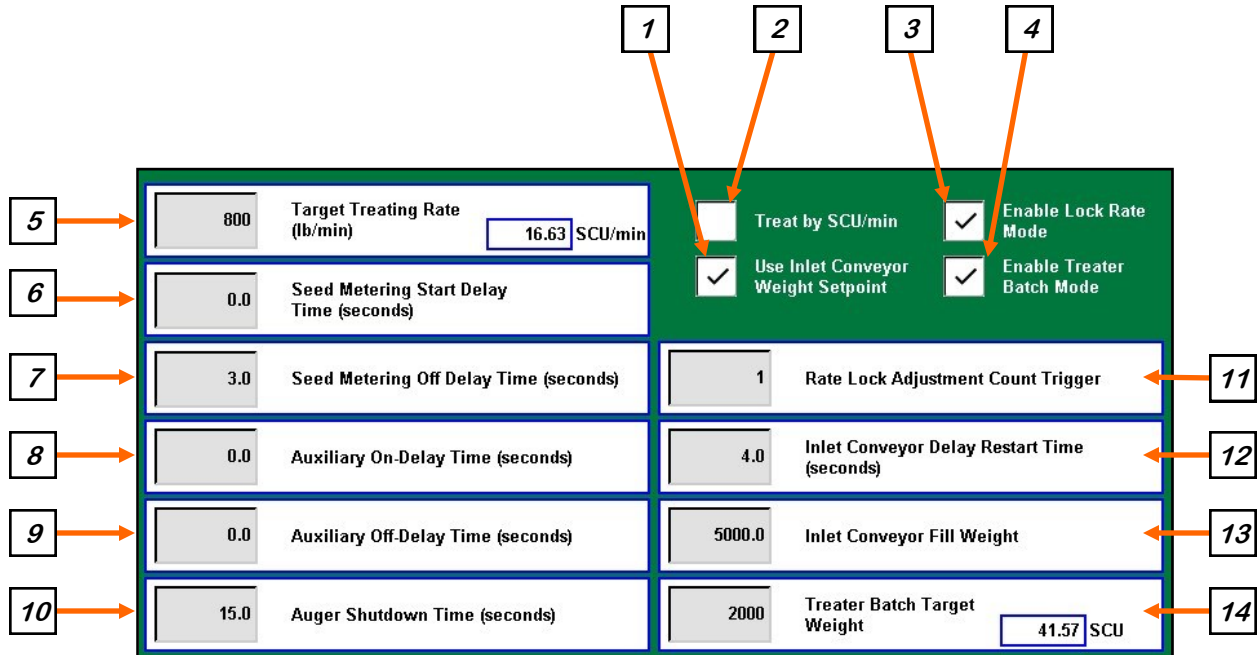 1
2
3
4
5
800
Target Treating Rate
(lb/min)
16.63 SCU/min
Treat by SCU/min
Enable Lock Rate
Mode
Use Inlet Conveyor
Weight Setpoint
Enable Treater
Batch Mode
6
0.0
Seed Metering Start Delay
Time (seconds)
7
3.0
Seed Metering Off Delay Time (seconds)
1
Rate Lock Adjustment Count Trigger
11
8
0.0
Auxiliary On-Delay Time (seconds)
4.0
Inlet Conveyor Delay Restart Time
(seconds)
12
9
0.0
Auxiliary Off-Delay Time (seconds)
5000.0
Inlet Conveyor Fill Weight
13
10
15.0
Auger Shutdown Time (seconds)
2000
Treater Batch Target
Weight
41.57 SCU
14